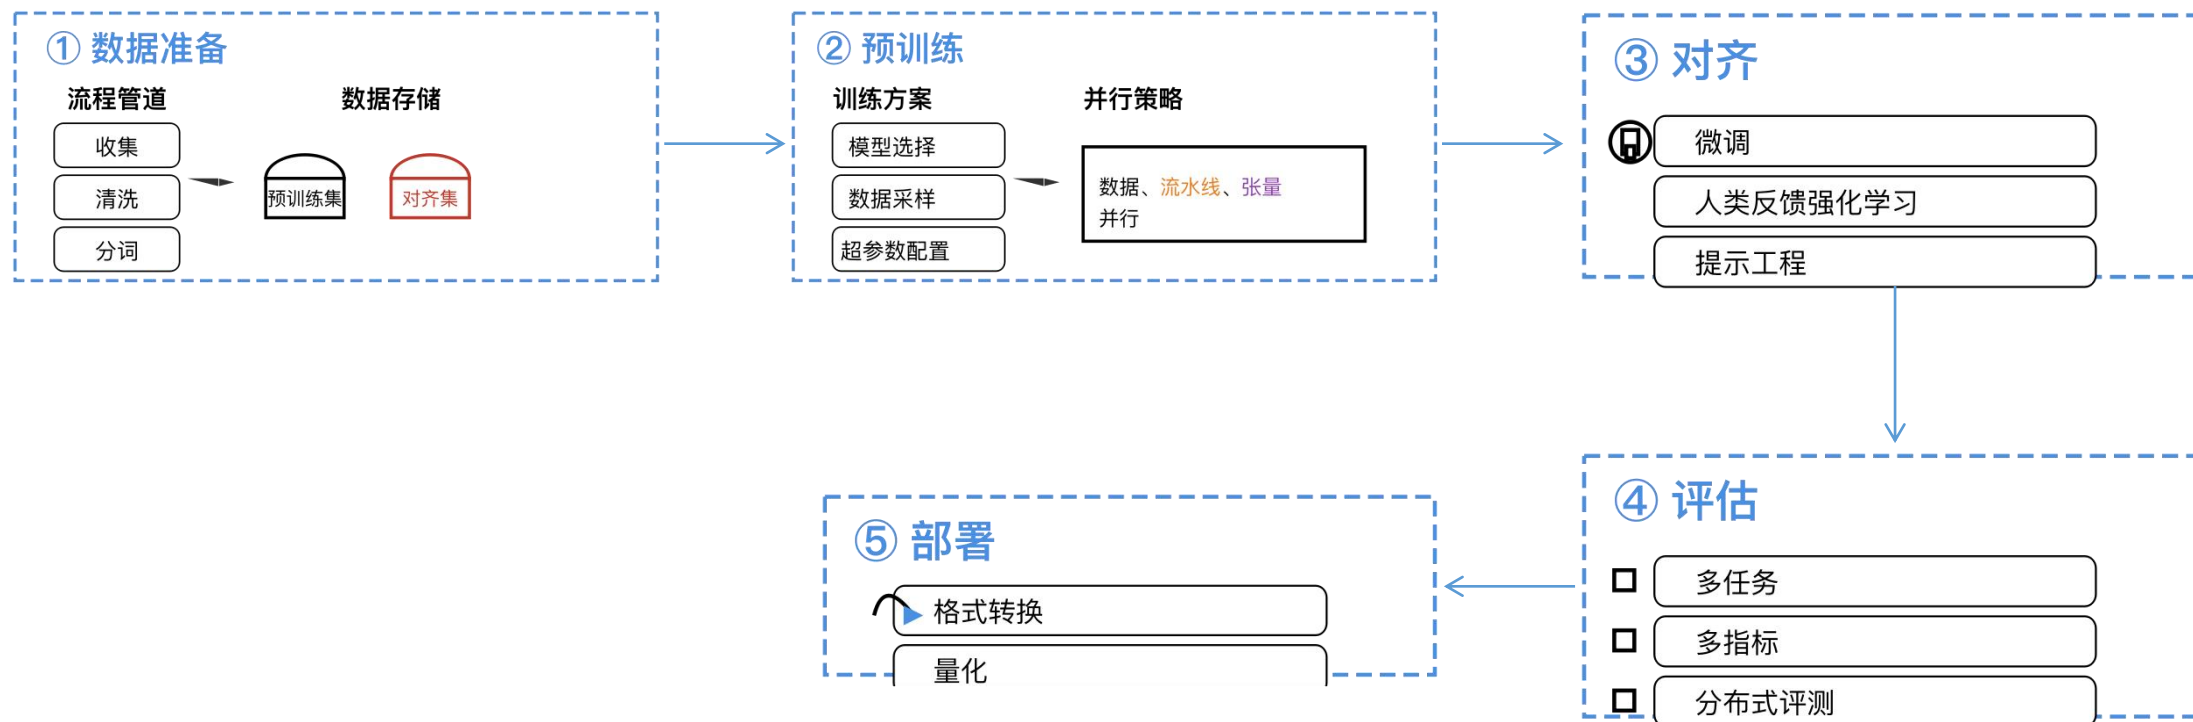 ① 数据准备
流程管道
数据存储
收集
清洗
分词
预训练集
对齐集
② 预训练
训练方案
并行策略
模型选择
数据采样
超参数配置
数据、流水线、张量
并行
③ 对齐
微调
人类反馈强化学习
提示工程
④ 评估
多任务
多指标
分布式评测
⑤ 部署
格式转换
量化